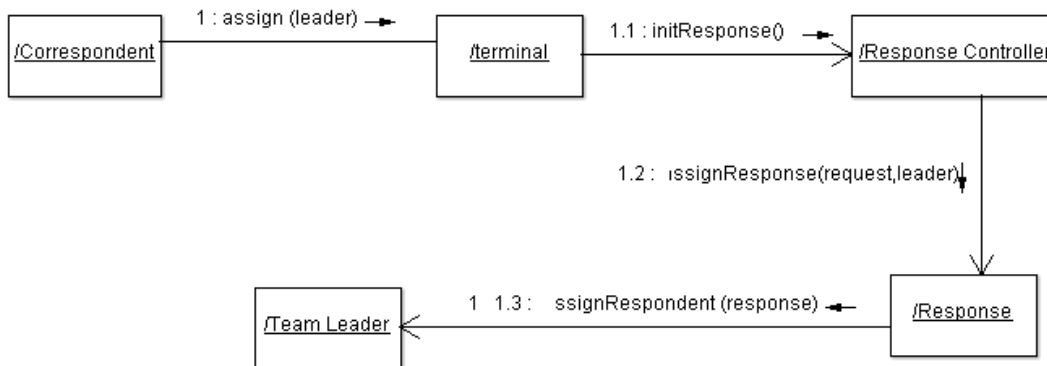 1 : assign (leader)
/Correspondent
/terminal
1.1 : initResponse()
/Response Controller
1.2 : ssignResponse(request,leader)
1 1.3 : ssignRespondent (response)
/Team Leader
/Response